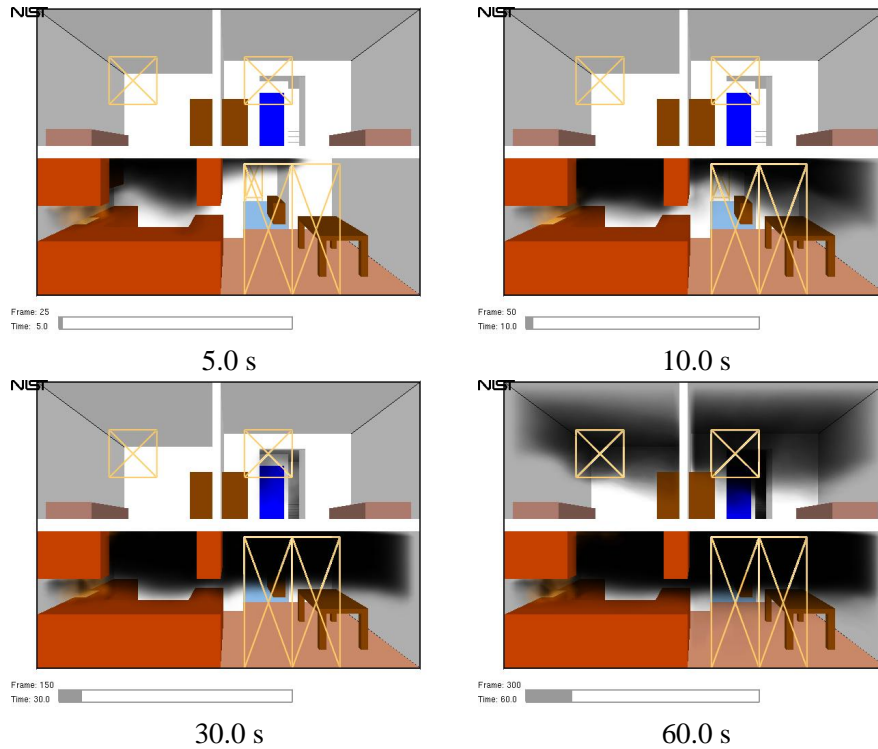 NIST
NIST
Frame: 25
Time: 5.0
Frame: 50
Time: 10.0
5.0 s
10.0 s
NIST
NIST
Frame: 150
Time: 30.0
Frame: 300
Time: 60.0
30.0 s
60.0 s